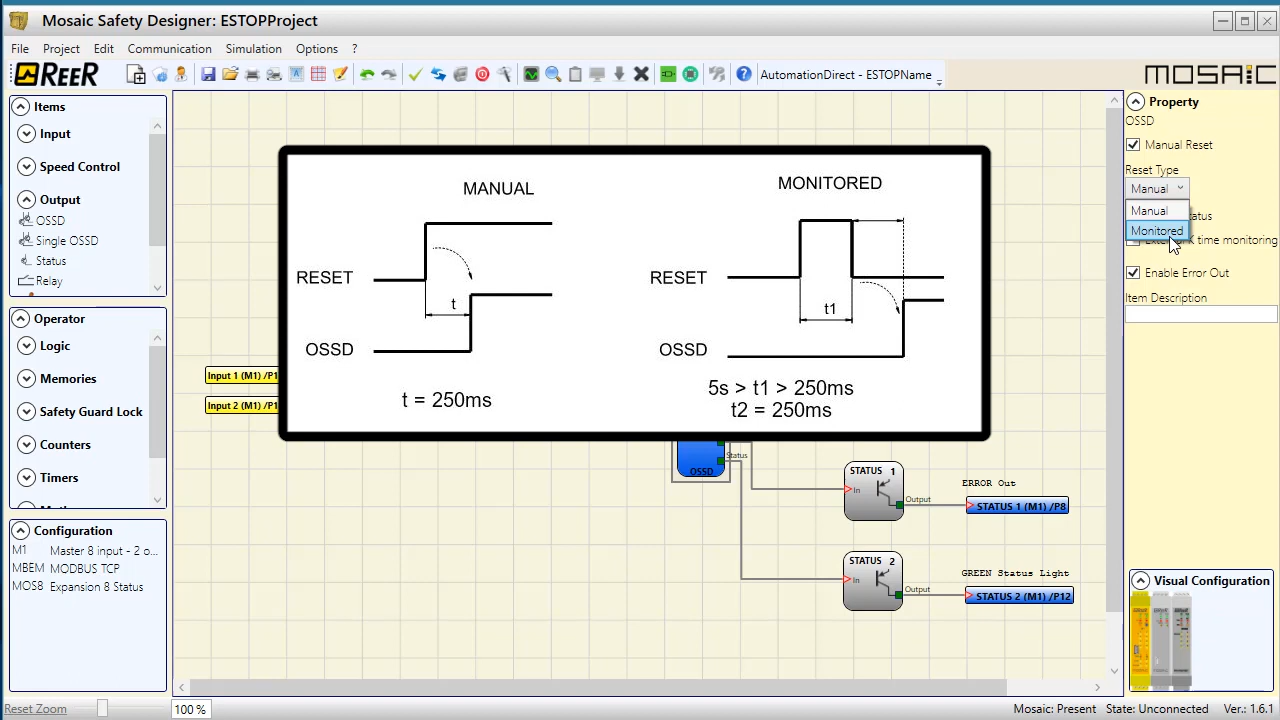 Mosaic Safety Designer: ESTOPProject
File Project Edit Communication Simulation Options ?
REER
AutomationDirect - ESTOPName
MOSAIC
Items
Input
Speed Control
Output
OSSD
Single OSSD
Status
Relay
Operator
Logic
Memories
Safety Guard Lock
Counters
Timers
Configuration
M1 Master 8 input - 2 o...
MBEM MODBUS TCP
MOS8 Expansion 8 Status
Input 1 (M1) /P1
Input 2 (M1) /P1
MANUAL
RESET
t
OSSD
t = 250ms
MONITORED
RESET
t1
OSSD
5s > t1 > 250ms
t2 = 250ms
OSSD
Status
STATUS 1
In
Output
ERROR Out
STATUS 1 (M1) /P8
STATUS 2
In
Output
GREEN Status Light
STATUS 2 (M1) /P12
Property
OSSD
Manual Reset
Reset Type
Manual
Manual
Monitored
time monitoring
Enable Error Out
Item Description
Visual Configuration
Reset Zoom
100 %
Mosaic: Present
State: Unconnected
Ver.: 1.6.1